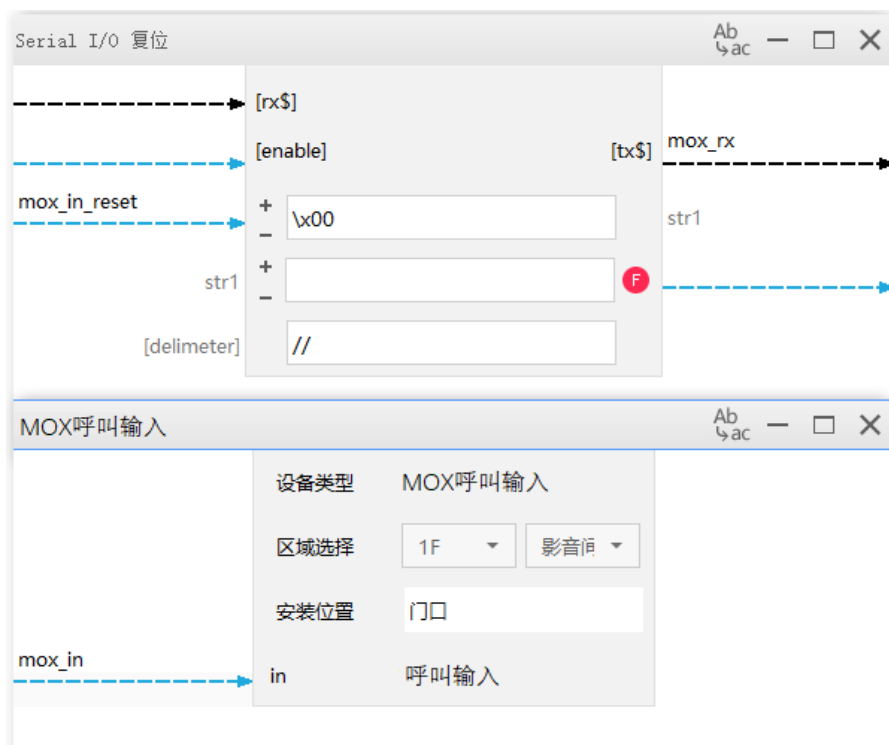 Serial I/O 复位
Ab
ac
[rx$]
[enable]
[tx$]
mox_rx
mox_in_reset
+
\x00
−
str1
str1
+
−
F
[delimeter]
//
MOX呼叫输入
Ab
ac
设备类型
MOX呼叫输入
区域选择
1F
影音间
安装位置
门口
mox_in
in
呼叫输入